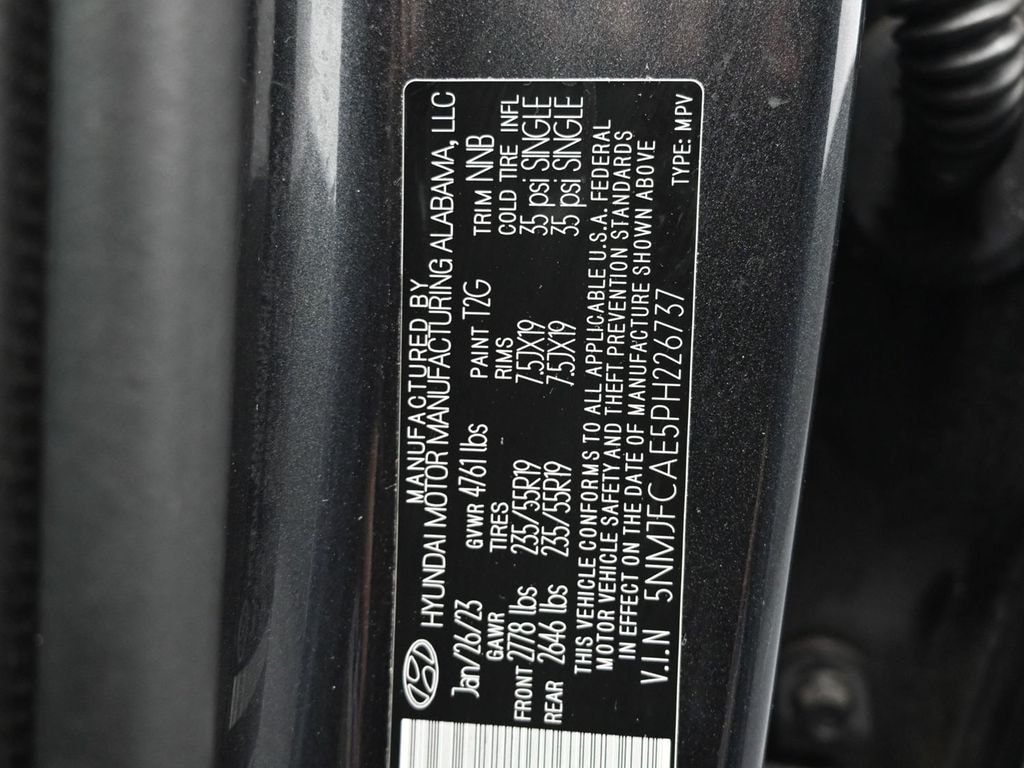 MANUFACTURED BY
HYUNDAI MOTOR MANUFACTURING ALABAMA, LLC
Jan/26/23 GVWR 4761 lbs PAINT T2G TRIM NNB
GAWR TIRES RIMS COLD TIRE INFL
FRONT 2778 lbs 235/55R19 7.5JX19 35 psi SINGLE
REAR 2646 lbs 235/55R19 7.5JX19 35 psi SINGLE
THIS VEHICLE CONFORMS TO ALL APPLICABLE U.S.A. FEDERAL
MOTOR VEHICLE SAFETY AND THEFT PREVENTION STANDARDS
IN EFFECT ON THE DATE OF MANUFACTURE SHOWN ABOVE
V.I.N 5NMJFCAE5PH226737 TYPE: MPV